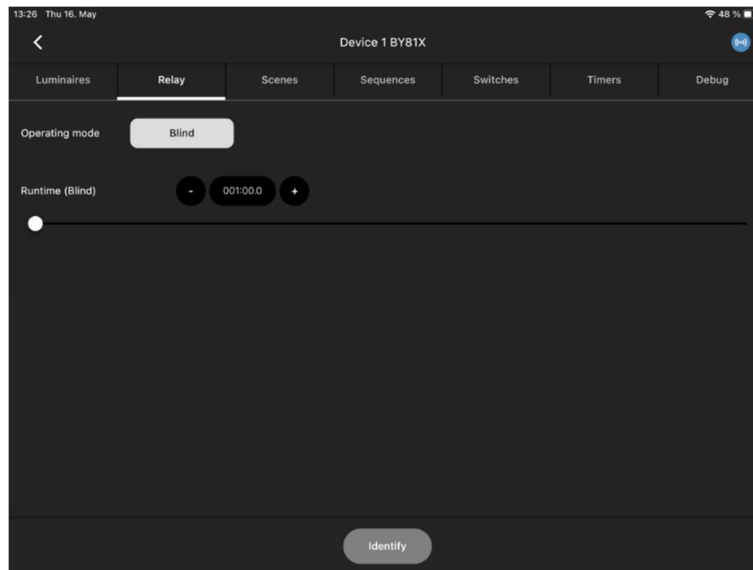 13:26 Thu 16. May 48 %
Device 1 BY81X
Luminaires Relay Scenes Sequences Switches Timers Debug
Operating mode Blind
Runtime (Blind) - 001:00.0 +
Identify